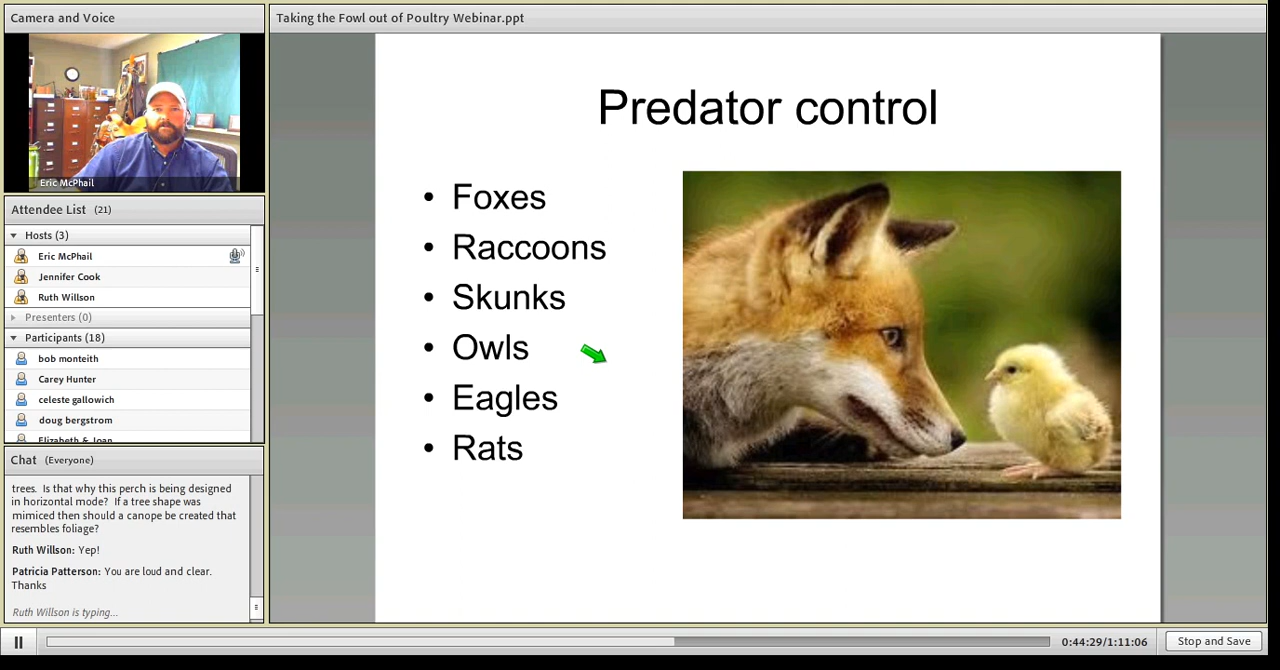 Camera and Voice
Eric McPhail
Attendee List (21)
Hosts (3)
Eric McPhail
Jennifer Cook
Ruth Willson
Presenters (0)
Participants (18)
bob monteith
Carey Hunter
celeste gallowich
doug bergstrom
Elizabeth & Joan
Chat (Everyone)
trees. Is that why this perch is being designed
in horizontal mode? If a tree shape was
mimiced then should a canope be created that
resembles foliage?
Ruth Willson: Yep!
Patricia Patterson: You are loud and clear.
Thanks
Ruth Willson is typing...
Taking the Fowl out of Poultry Webinar.ppt
Predator control
• Foxes
• Raccoons
• Skunks
• Owls
• Eagles
• Rats
0:44:29/1:11:06
Stop and Save